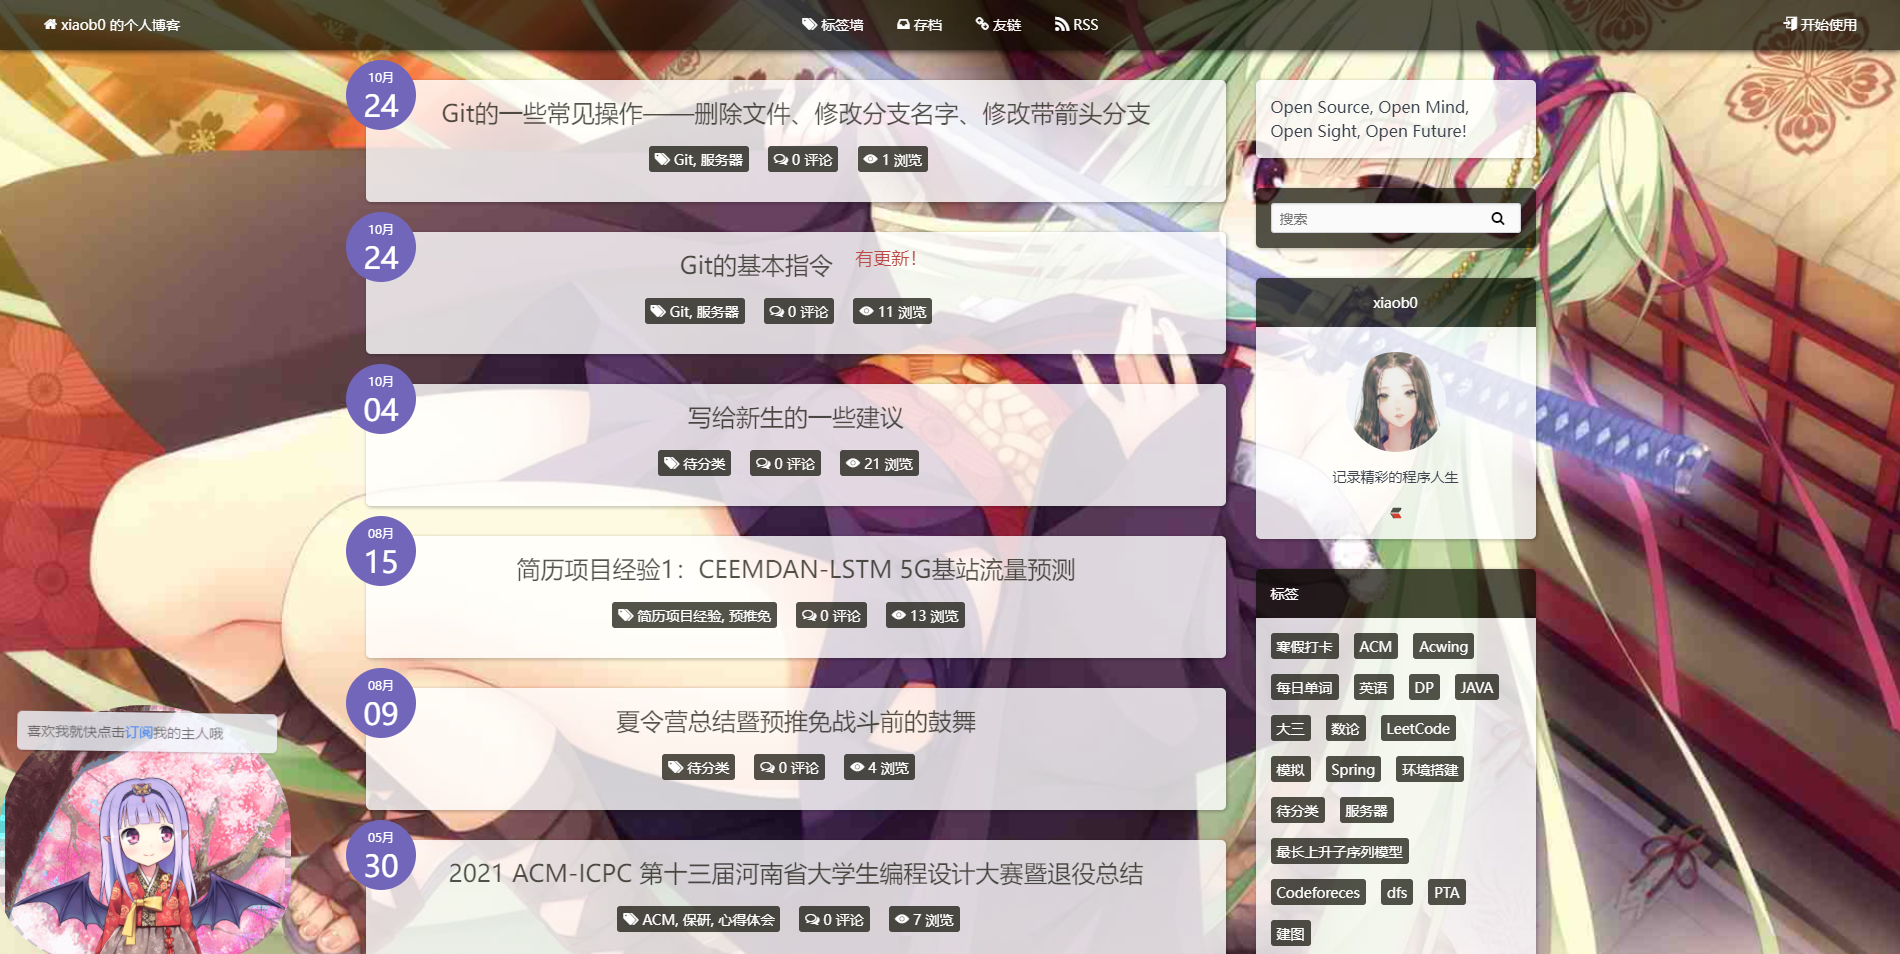 xiaob0 的个人博客
标签墙 存档 友链 RSS
开始使用
10月
24
Git的一些常见操作——删除文件、修改分支名字、修改带箭头分支
Git, 服务器 0 评论 1 浏览
10月
24
Git的基本指令 有更新!
Git, 服务器 0 评论 11 浏览
10月
04
写给新生的一些建议
待分类 0 评论 21 浏览
08月
15
简历项目经验1：CEEMDAN-LSTM 5G基站流量预测
简历项目经验, 预推免 0 评论 13 浏览
08月
09
夏令营总结暨预推免战斗前的鼓舞
待分类 0 评论 4 浏览
05月
30
2021 ACM-ICPC 第十三届河南省大学生编程设计大赛暨退役总结
ACM, 保研, 心得体会 0 评论 7 浏览
Open Source, Open Mind,
Open Sight, Open Future!
搜索
xiaob0
记录精彩的程序人生
标签
寒假打卡 ACM Acwing
每日单词 英语 DP JAVA
大三 数论 LeetCode
模拟 Spring 环境搭建
待分类 服务器
最长上升子序列模型
Codeforeces dfs PTA
建图
喜欢我就快点击订阅我的主人哦